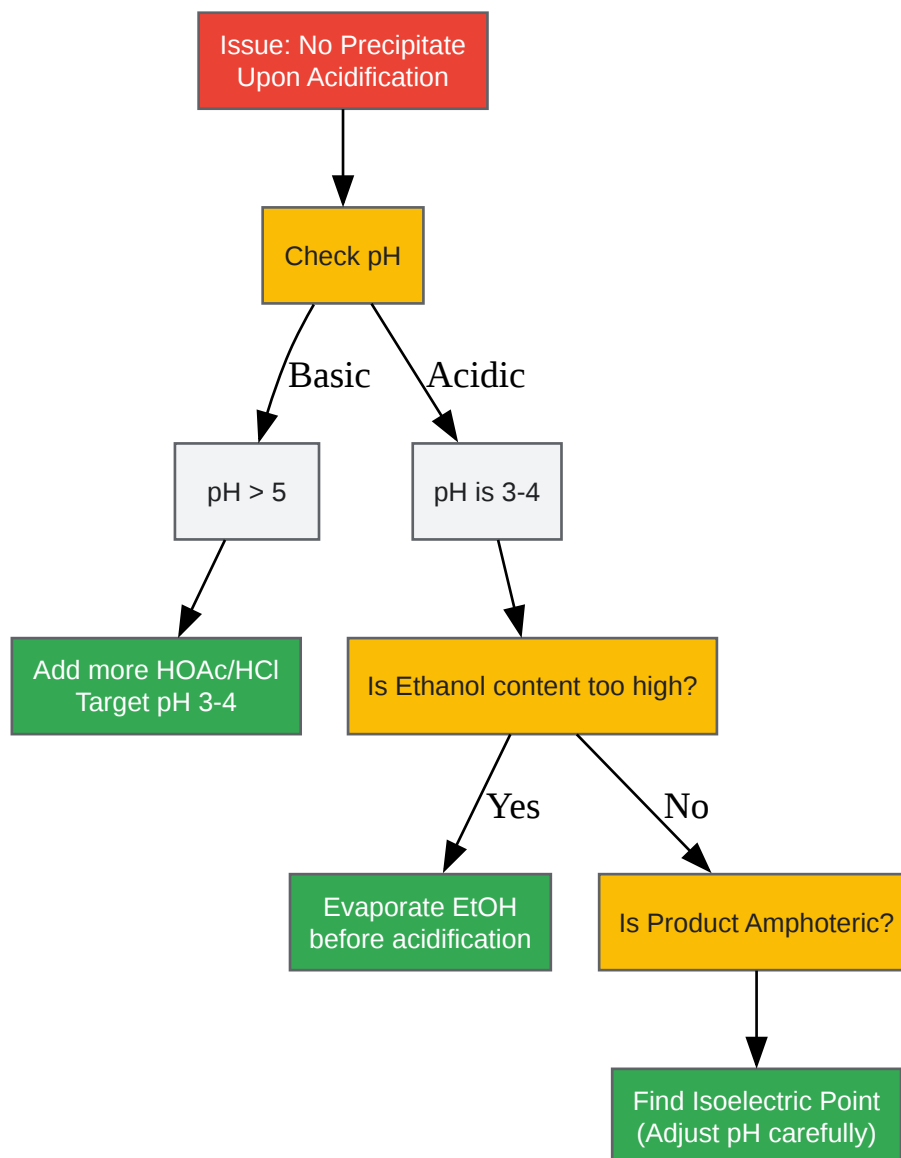 Issue: No Precipitate
Upon Acidification
Check pH
Basic
Acidic
pH > 5
pH is 3-4
Add more HOAc/HCl
Target pH 3-4
Is Ethanol content too high?
Yes
No
Evaporate EtOH
before acidification
Is Product Amphoteric?
Find Isoelectric Point
(Adjust pH carefully)